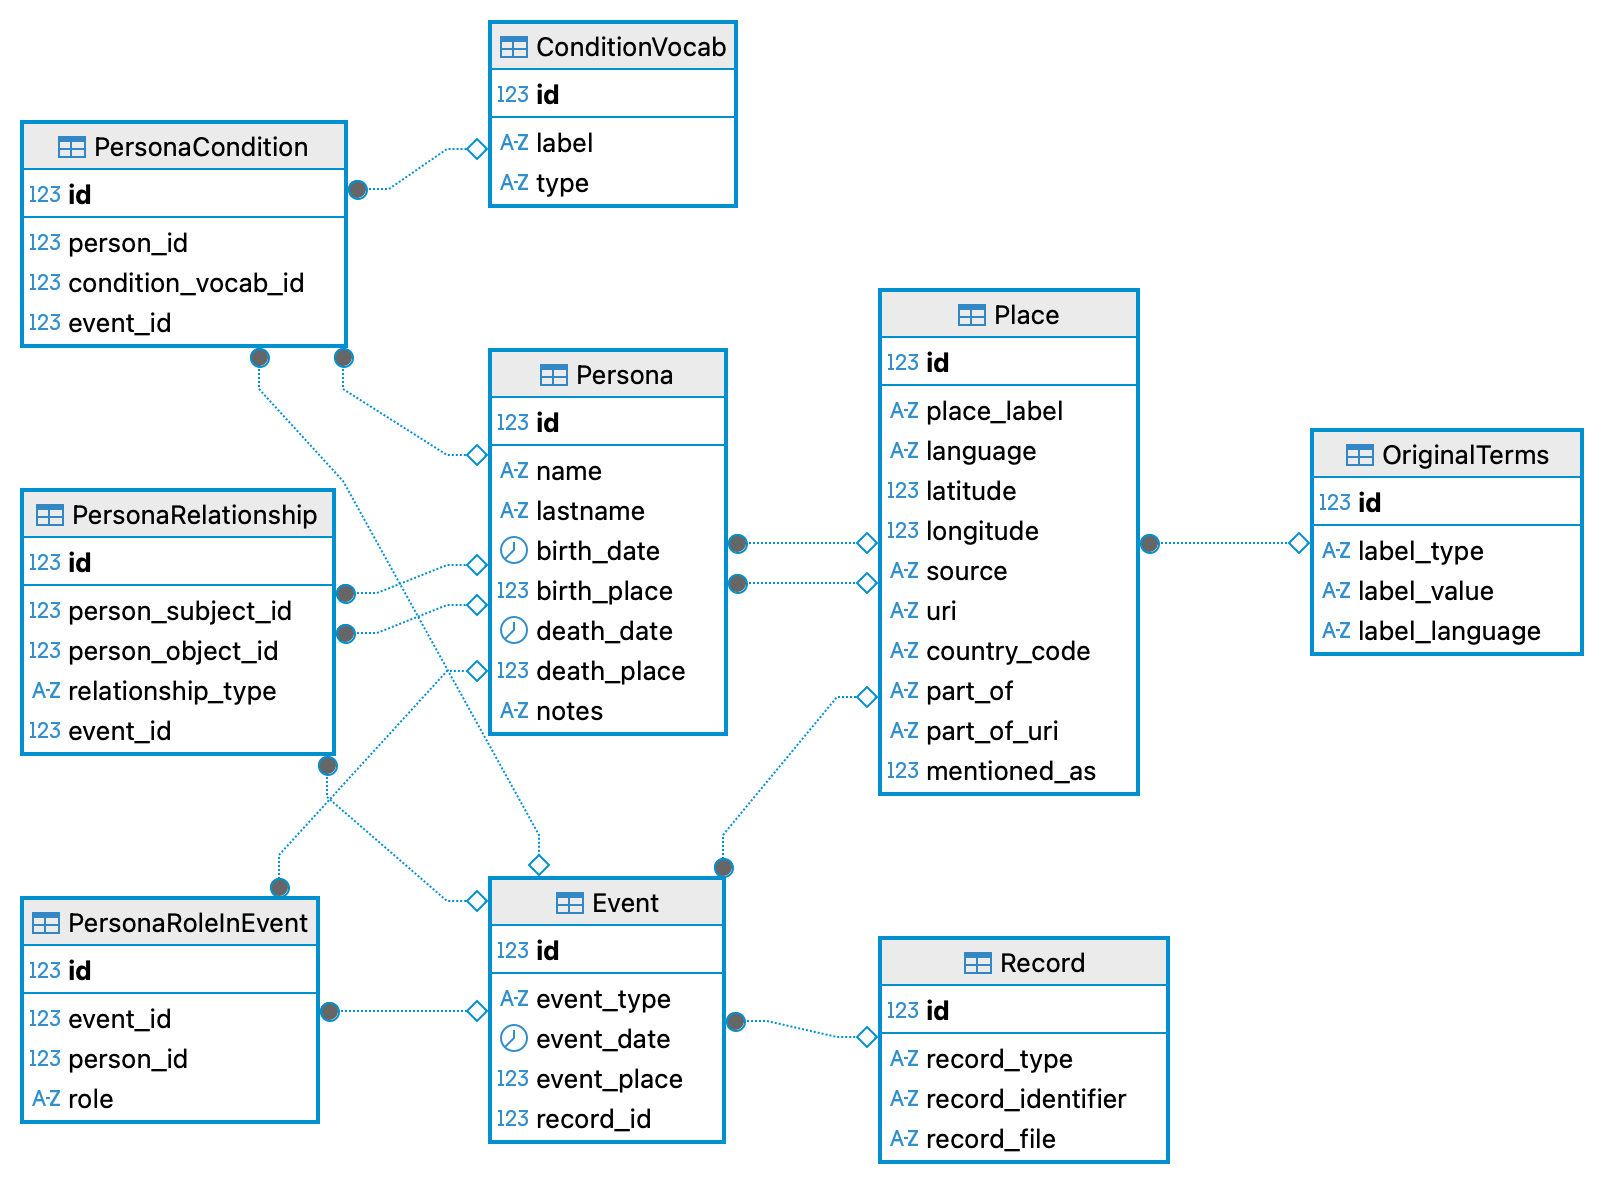 ConditionVocab
123 id
A-Z label
A-Z type
PersonaCondition
123 id
123 person_id
123 condition_vocab_id
123 event_id
Persona
123 id
A-Z name
A-Z lastname
birth_date
123 birth_place
death_date
123 death_place
A-Z notes
Place
123 id
A-Z place_label
A-Z language
123 latitude
123 longitude
A-Z source
A-Z uri
A-Z country_code
A-Z part_of
A-Z part_of_uri
123 mentioned_as
OriginalTerms
123 id
A-Z label_type
A-Z label_value
A-Z label_language
PersonaRelationship
123 id
123 person_subject_id
123 person_object_id
A-Z relationship_type
123 event_id
PersonaRoleInEvent
123 id
123 event_id
123 person_id
A-Z role
Event
123 id
A-Z event_type
event_date
123 event_place
123 record_id
Record
123 id
A-Z record_type
A-Z record_identifier
A-Z record_file